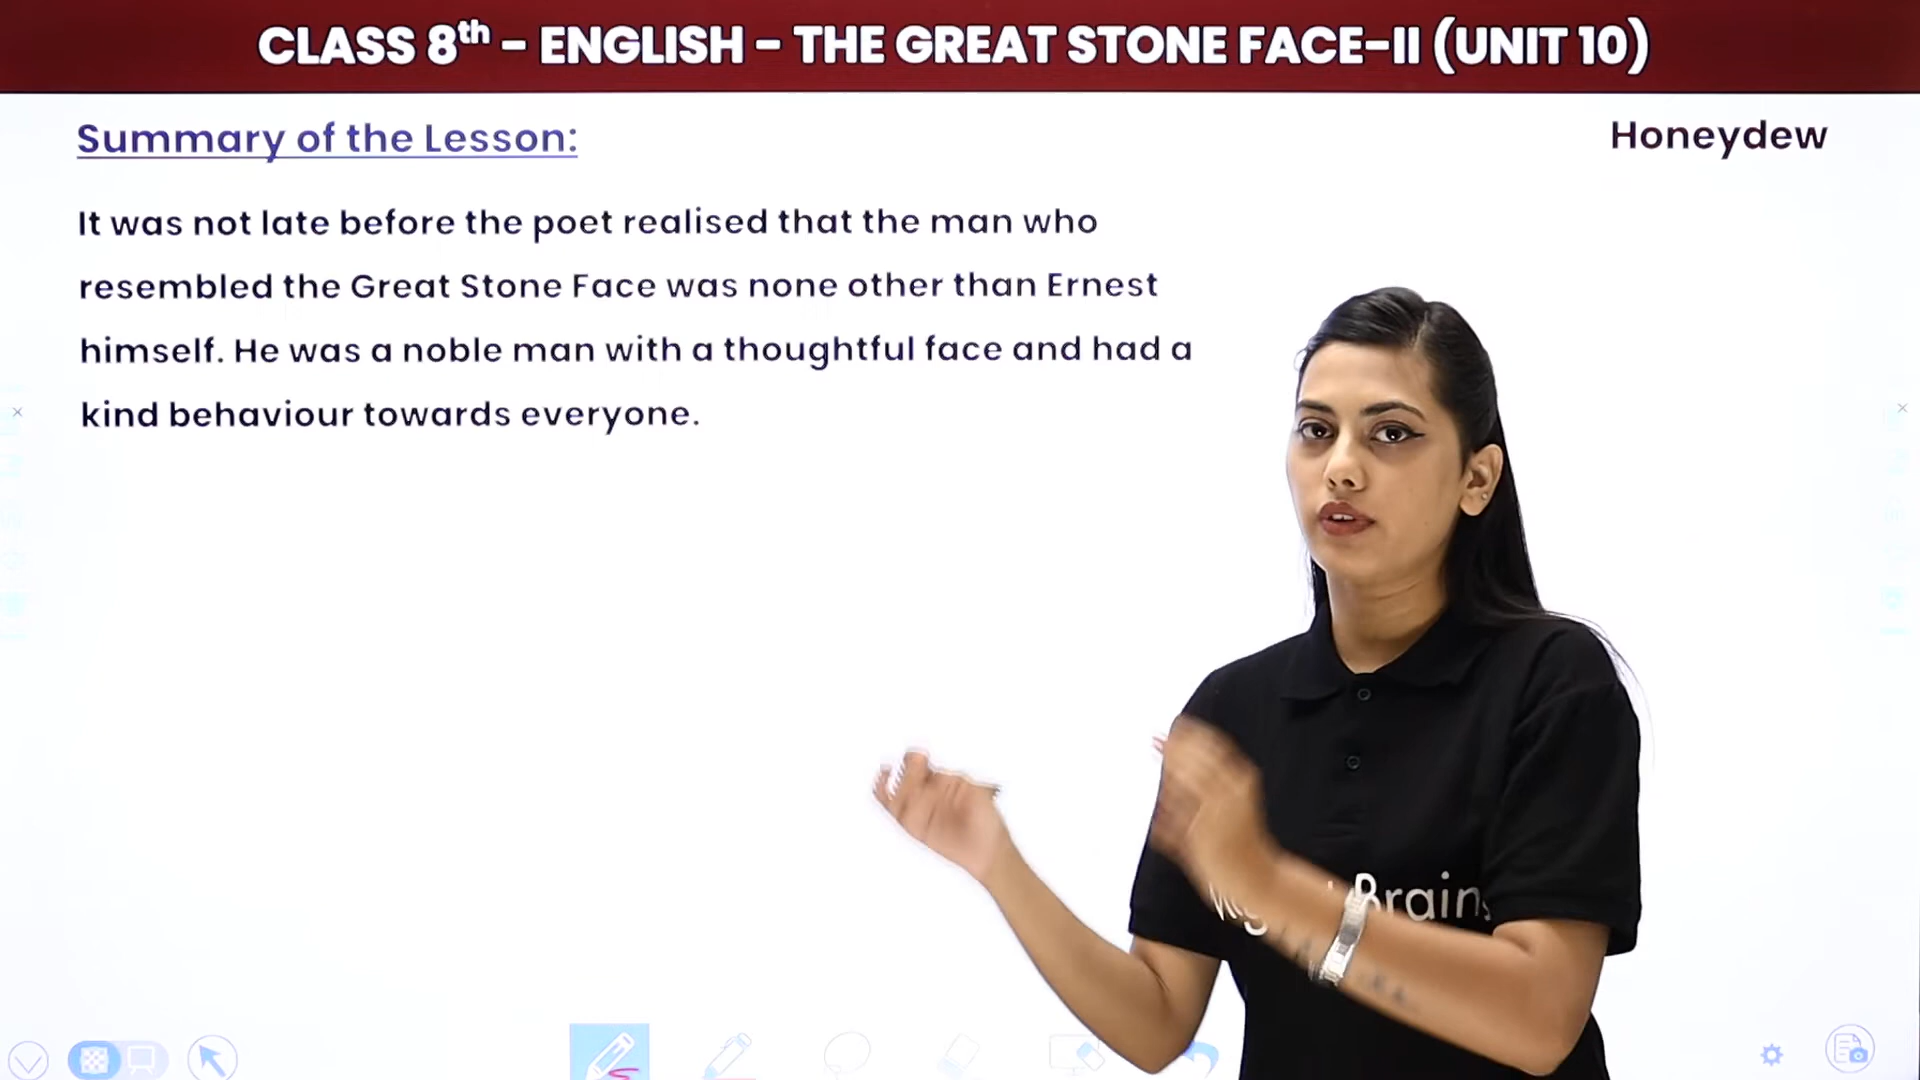 CLASS 8th - ENGLISH - THE GREAT STONE FACE-II (UNIT 10)
Summary of the Lesson:
Honeydew
It was not late before the poet realised that the man who
resembled the Great Stone Face was none other than Ernest
himself. He was a noble man with a thoughtful face and had a
kind behaviour towards everyone.
Brains